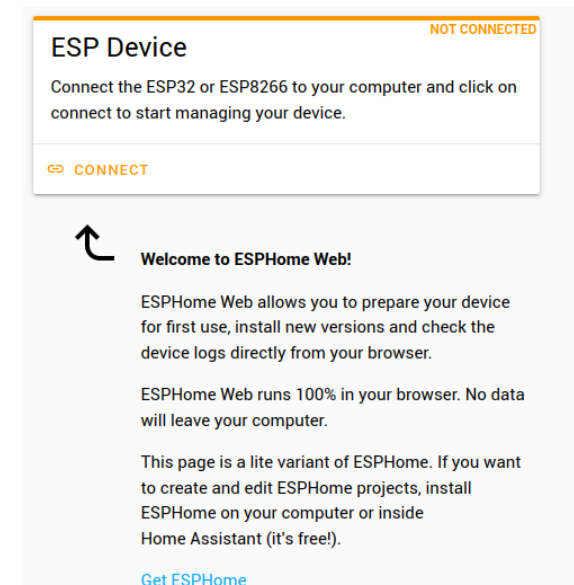 NOT CONNECTED
ESP Device
Connect the ESP32 or ESP8266 to your computer and click on
connect to start managing your device.
CONNECT
Welcome to ESPHome Web!
ESPHome Web allows you to prepare your device
for first use, install new versions and check the
device logs directly from your browser.
ESPHome Web runs 100% in your browser. No data
will leave your computer.
This page is a lite variant of ESPHome. If you want
to create and edit ESPHome projects, install
ESPHome on your computer or inside
Home Assistant (it's free!).
Get ESPHome